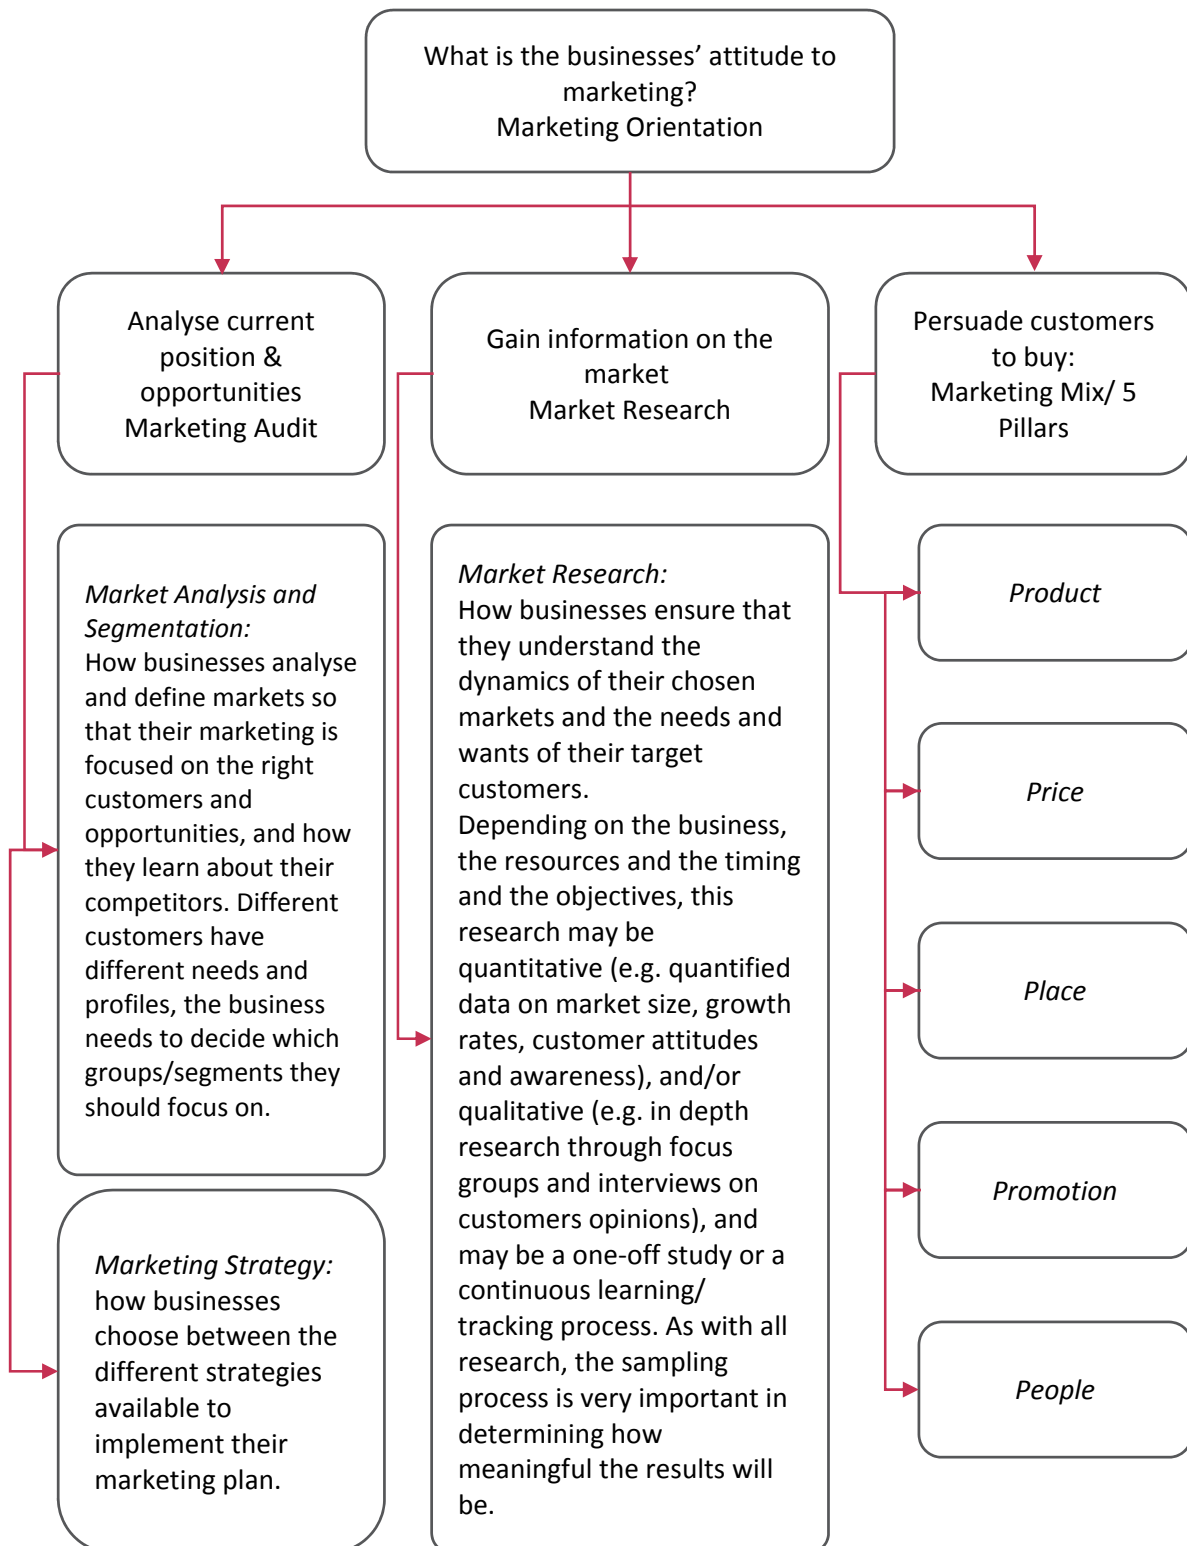 What is the businesses’ attitude to
marketing?
Marketing Orientation
Analyse current
position &
opportunities
Marketing Audit
Gain information on the
market
Market Research
Persuade customers
to buy:
Marketing Mix/ 5
Pillars
Market Analysis and
Segmentation:
How businesses analyse
and define markets so
that their marketing is
focused on the right
customers and
opportunities, and how
they learn about their
competitors. Different
customers have
different needs and
profiles, the business
needs to decide which
groups/segments they
should focus on.
Marketing Strategy:
how businesses
choose between the
different strategies
available to
implement their
marketing plan.
Market Research:
How businesses ensure that
they understand the
dynamics of their chosen
markets and the needs and
wants of their target
customers.
Depending on the business,
the resources and the timing
and the objectives, this
research may be
quantitative (e.g. quantified
data on market size, growth
rates, customer attitudes
and awareness), and/or
qualitative (e.g. in depth
research through focus
groups and interviews on
customers opinions), and
may be a one-off study or a
continuous learning/
tracking process. As with all
research, the sampling
process is very important in
determining how
meaningful the results will
be.
Product
Price
Place
Promotion
People